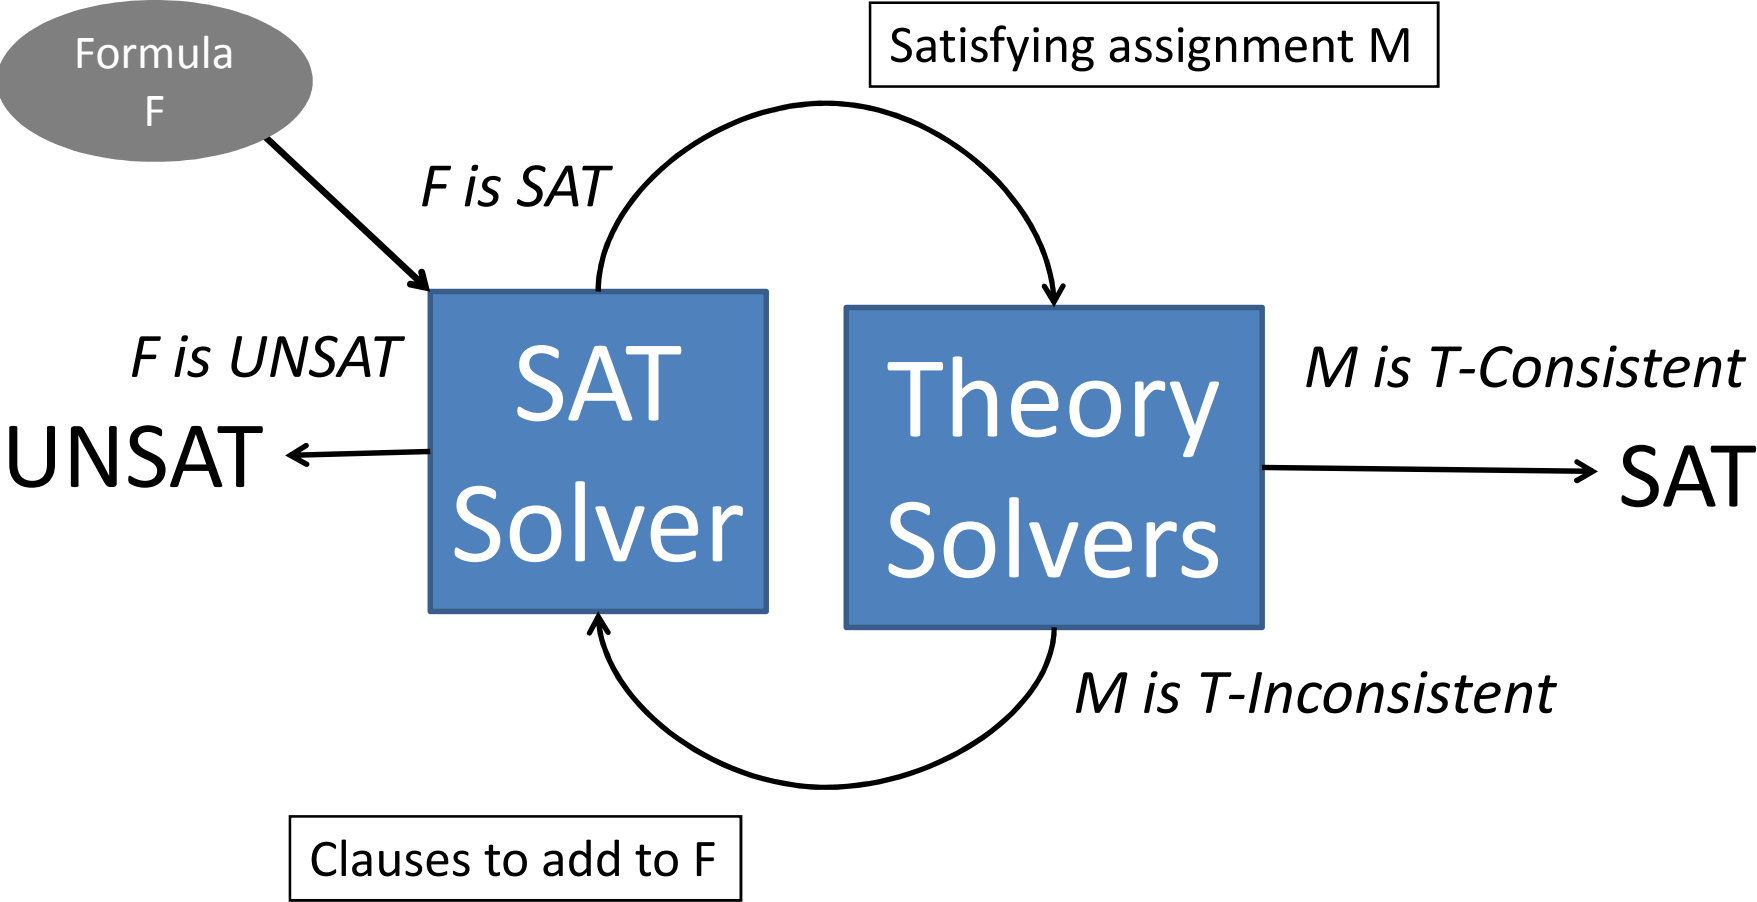 Formula
F
Satisfying assignment M
F is SAT
F is UNSAT
UNSAT
SAT
Solver
Theory
Solvers
M is T-Consistent
SAT
M is T-Inconsistent
Clauses to add to F